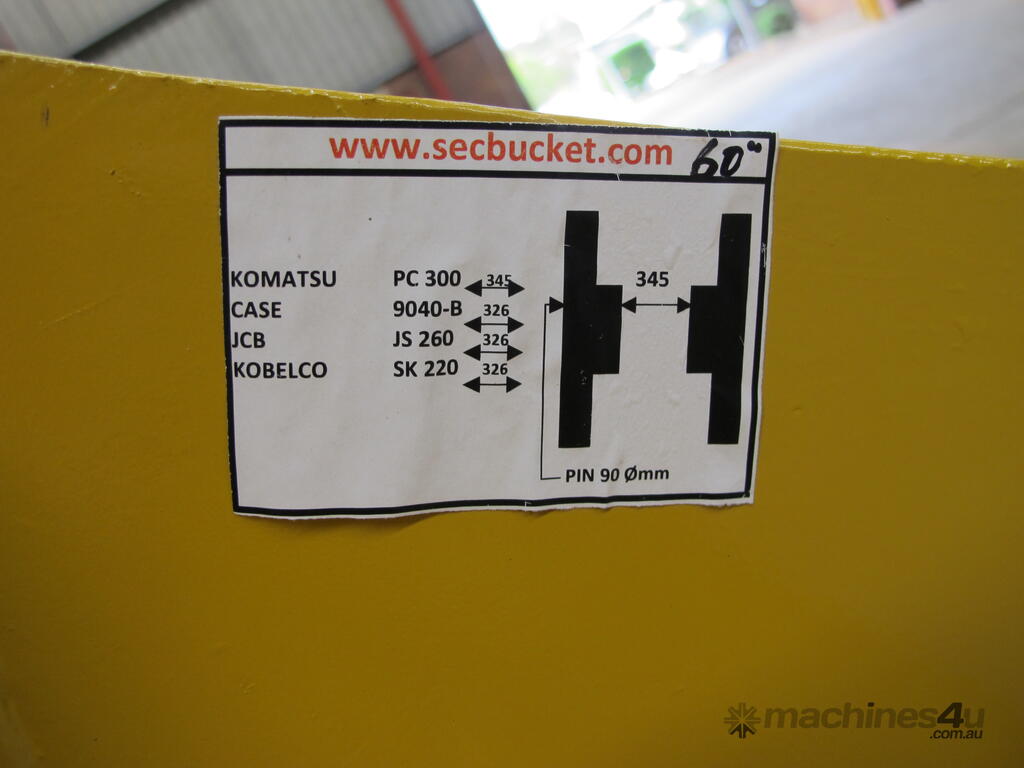 www.secbucket.com 60"
KOMATSU PC 300 345
CASE 9040-B 326
JCB JS 260 326
KOBELCO SK 220 326
345
PIN 90 Ømm
machines4u
.com.au